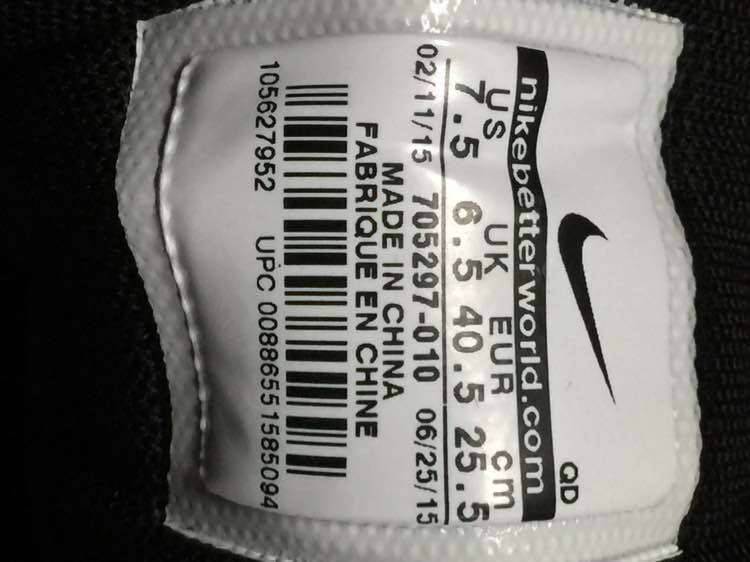 QD
nikebetterworld.com
US UK EUR cm
7.5 6.5 40.5 25.5
02/11/15 705297-010 06/25/15
MADE IN CHINA
FABRIQUE EN CHINE
105627952 UPC 00886551585094